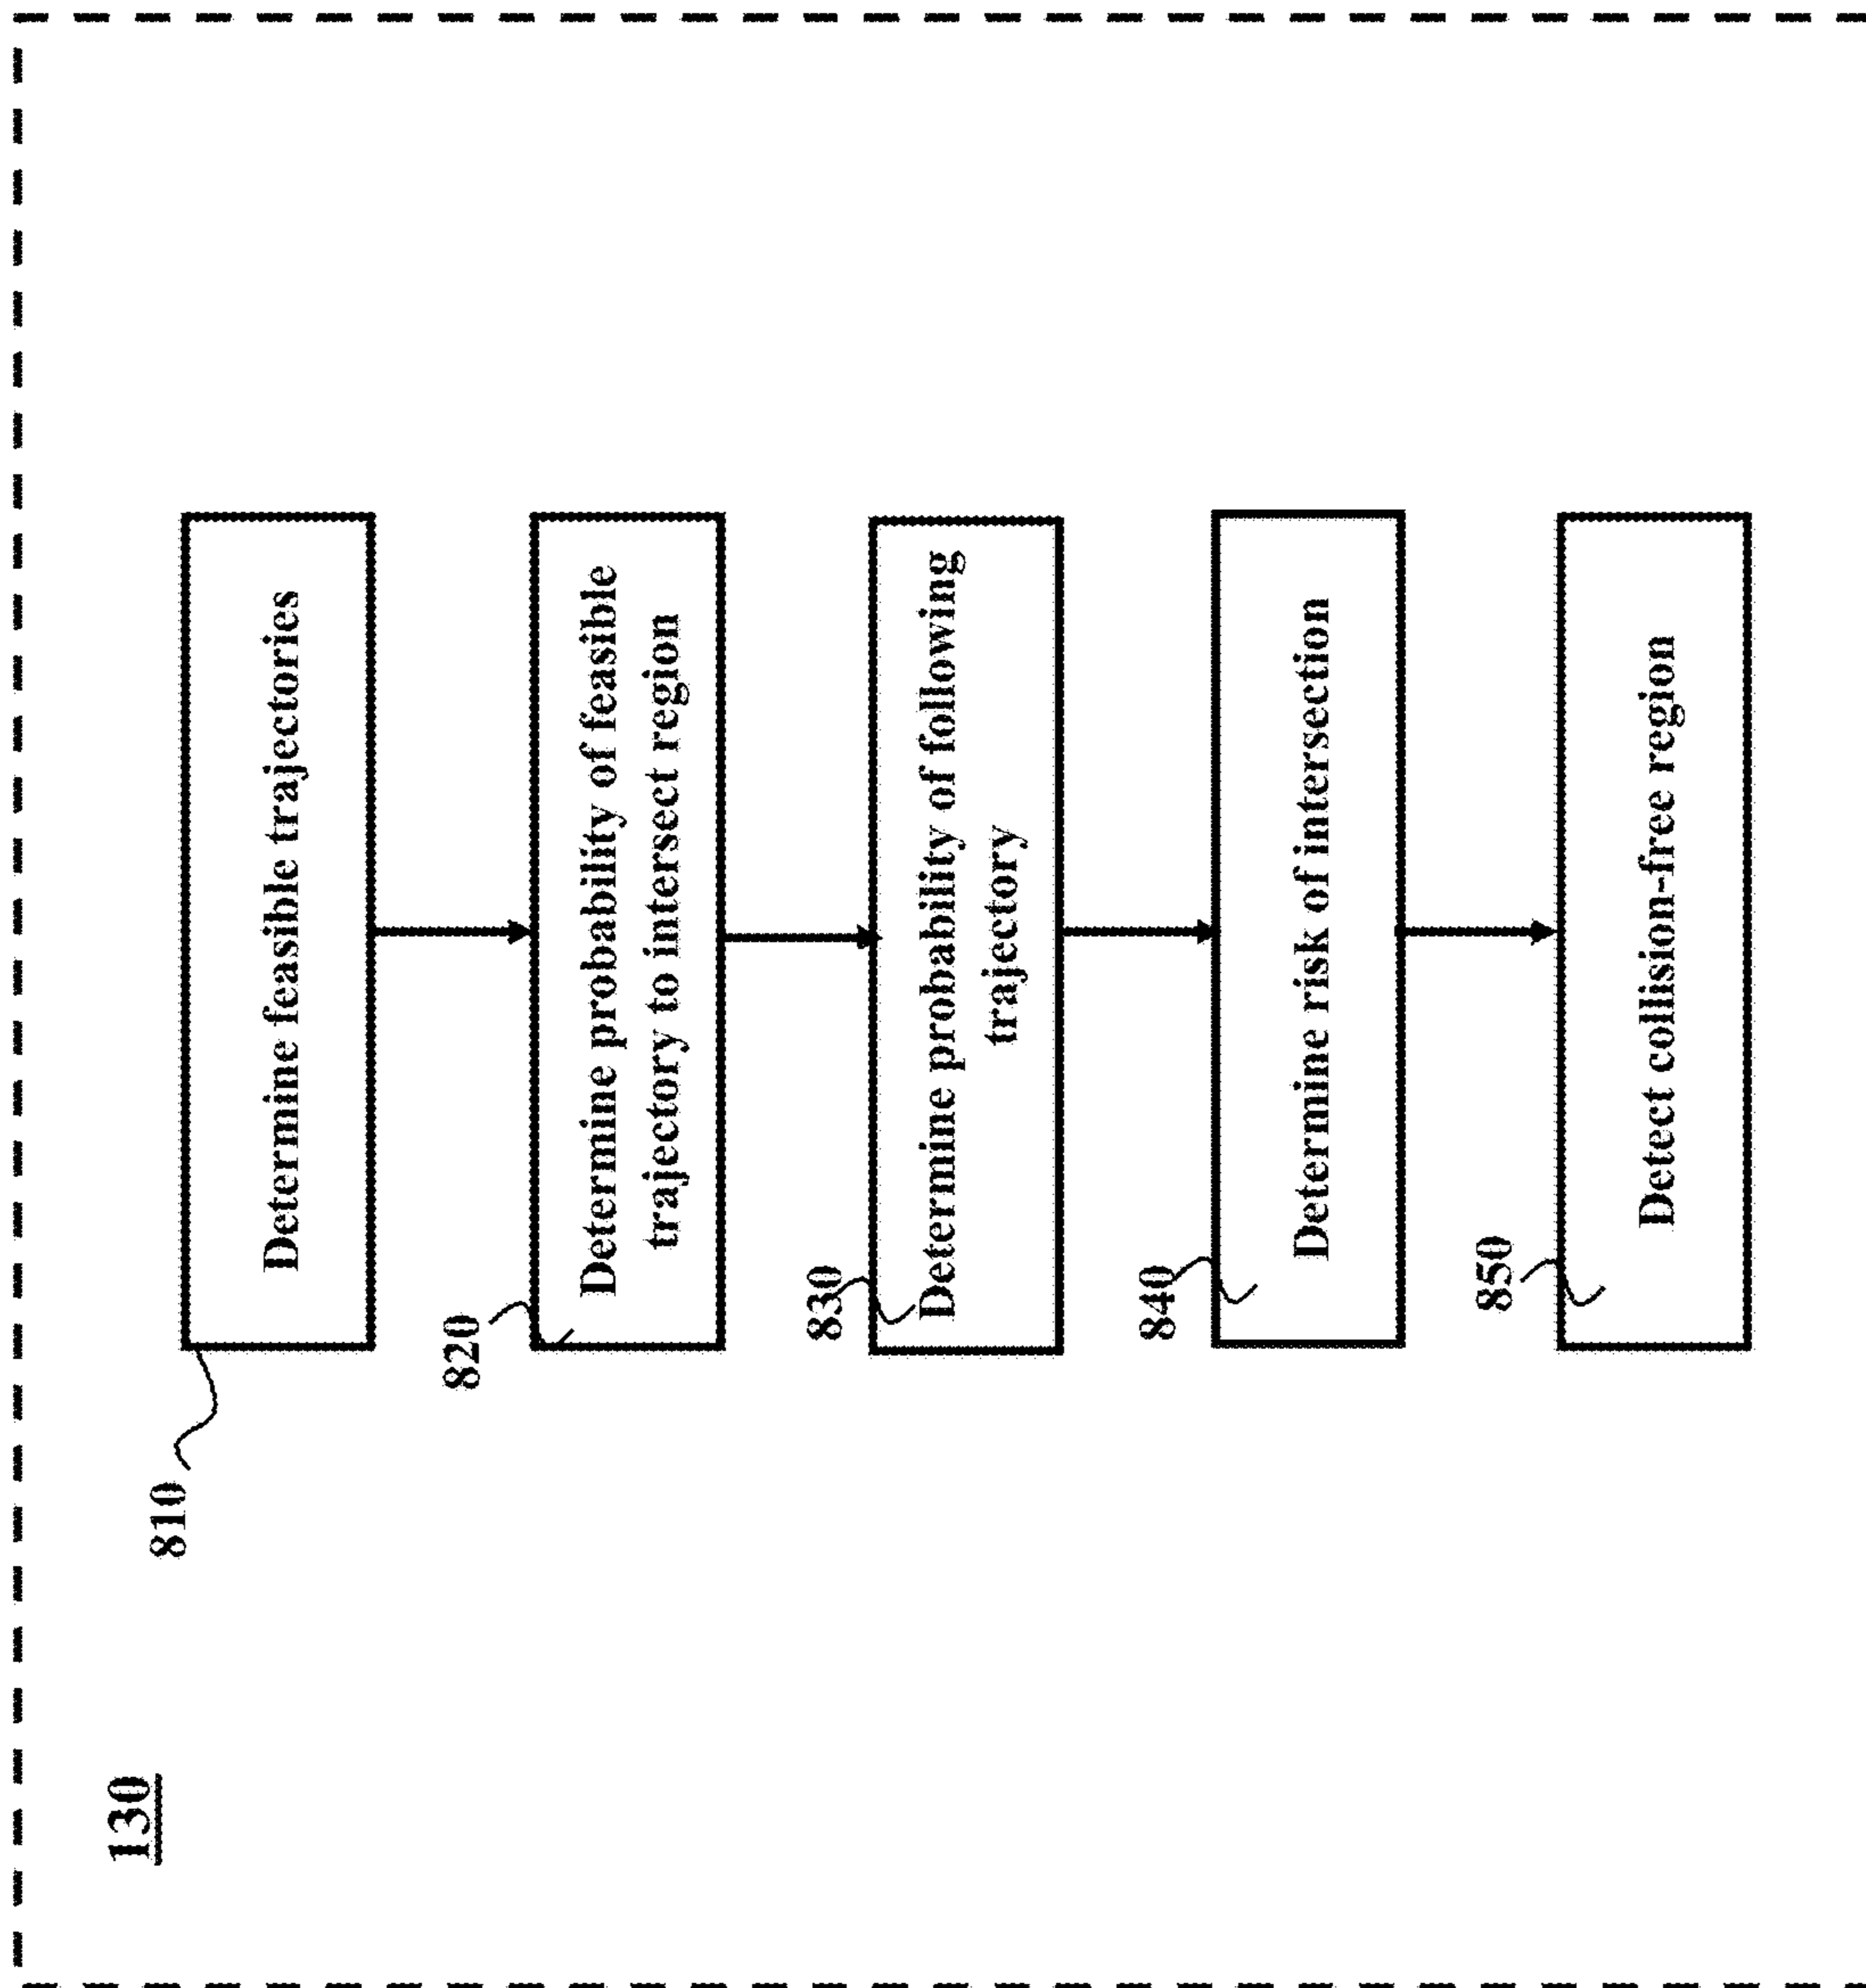 130
810
Determine feasible trajectories
820
Determine probability of feasible
trajectory to intersect region
830
Determine probability of following
trajectory
840
Determine risk of intersection
850
Detect collision-free region